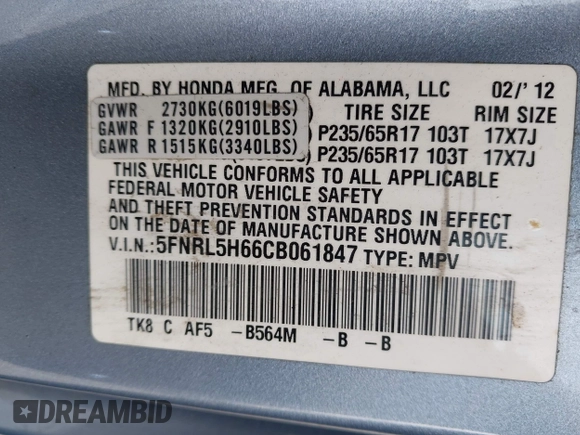 MFD. BY HONDA MFG. OF ALABAMA, LLC 02/' 12
GVWR 2730KG(6019LBS) TIRE SIZE RIM SIZE
GAWR F 1320KG(2910LBS) P235/65R17 103T 17X7J
GAWR R 1515KG(3340LBS) P235/65R17 103T 17X7J
THIS VEHICLE CONFORMS TO ALL APPLICABLE
FEDERAL MOTOR VEHICLE SAFETY
AND THEFT PREVENTION STANDARDS IN EFFECT
ON THE DATE OF MANUFACTURE SHOWN ABOVE.
V.I.N.:5FNRL5H66CB061847 TYPE: MPV
TK8 C AF5 -B564M -B -B
DREAMBID